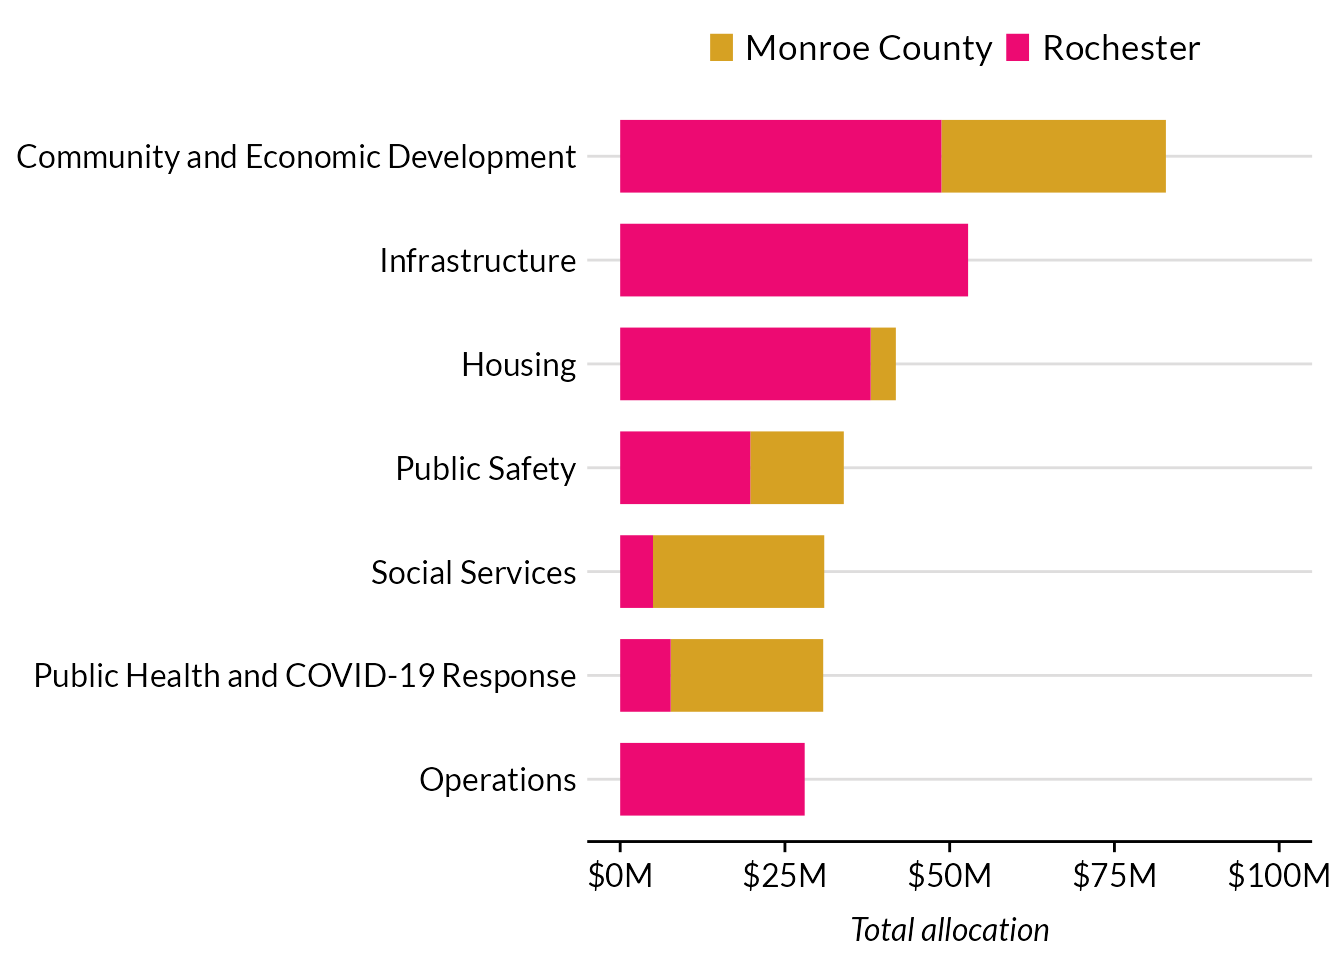 Monroe County Rochester
Community and Economic Development
Infrastructure
Housing
Public Safety
Social Services
Public Health and COVID-19 Response
Operations
$0M $25M $50M $75M $100M
Total allocation